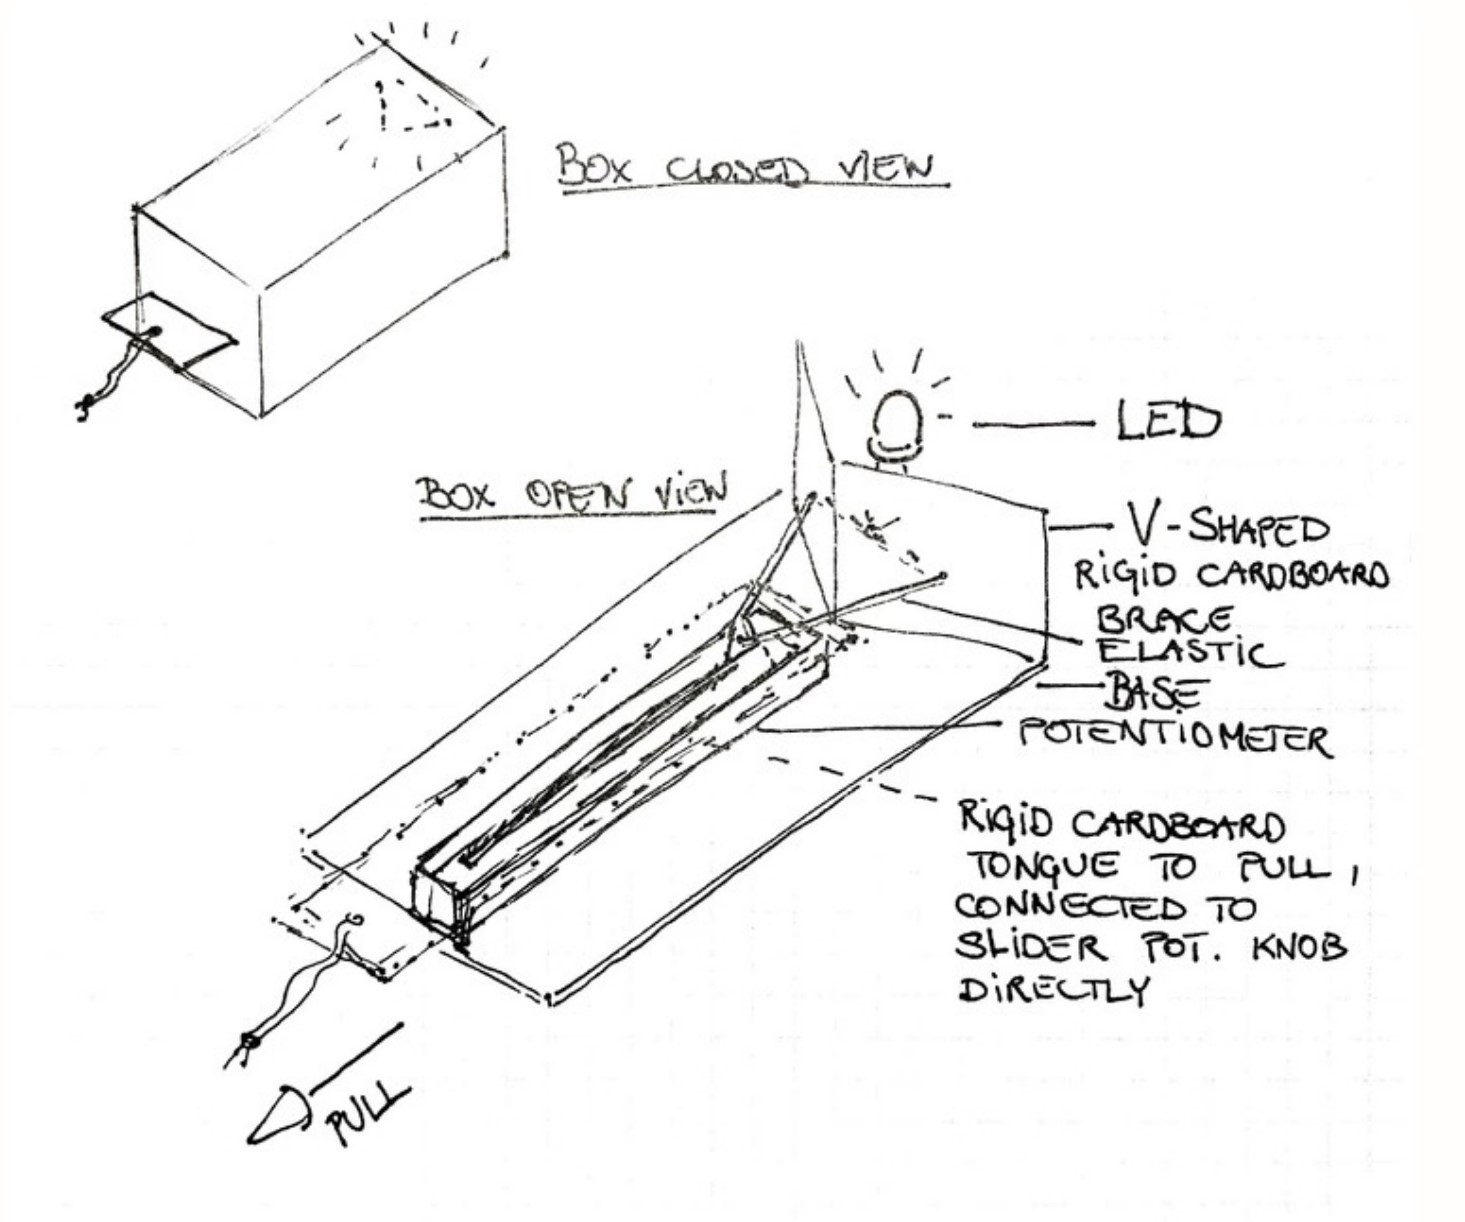 BOX CLOSED VIEW
LED
BOX OPEN VIEW
V-SHAPED
RIGID CARDBOARD
BRACE
ELASTIC
BASE
POTENTIOMETER
RIGID CARDBOARD
TONGUE TO PULL,
CONNECTED TO
SLIDER POT. KNOB
DIRECTLY
PULL